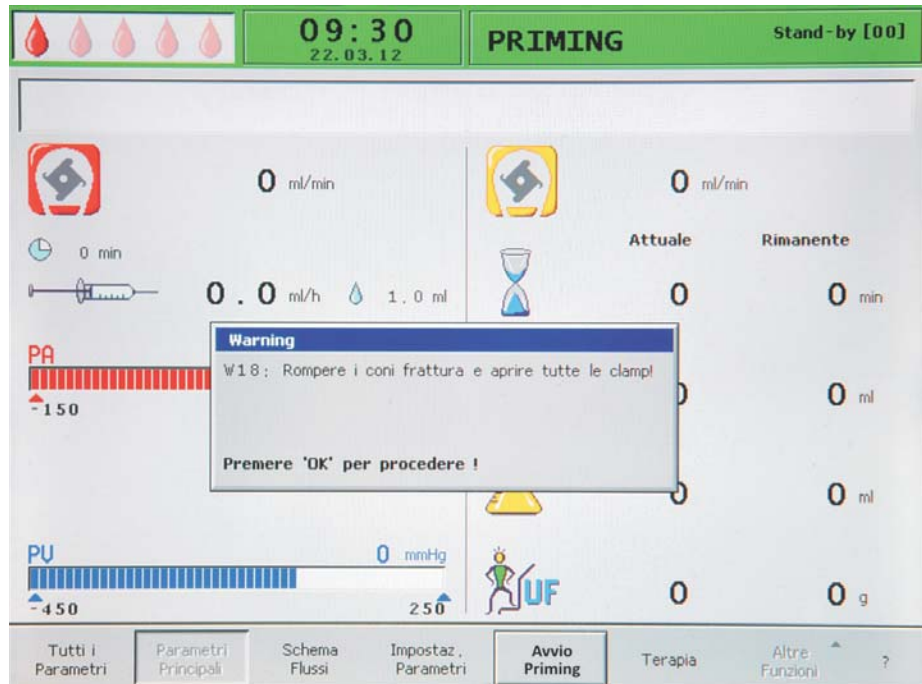 09:30
22.03.12
PRIMING
Stand-by [00]
0 ml/min
0 ml/min
Attuale Rimanente
0 min
0.0 ml/h 1.0 ml
0 0 min
Warning
W18: Rompere i coni frattura e aprire tutte le clamp!
Premere 'OK' per procedere !
PA
-150
0 ml
0 ml
PV 0 mmHg
-450 250
UF 0 0 g
Tutti i Parametri
Parametri Principali
Schema Flussi
Impostaz. Parametri
Avvio Priming
Terapia
Altre Funzioni
?